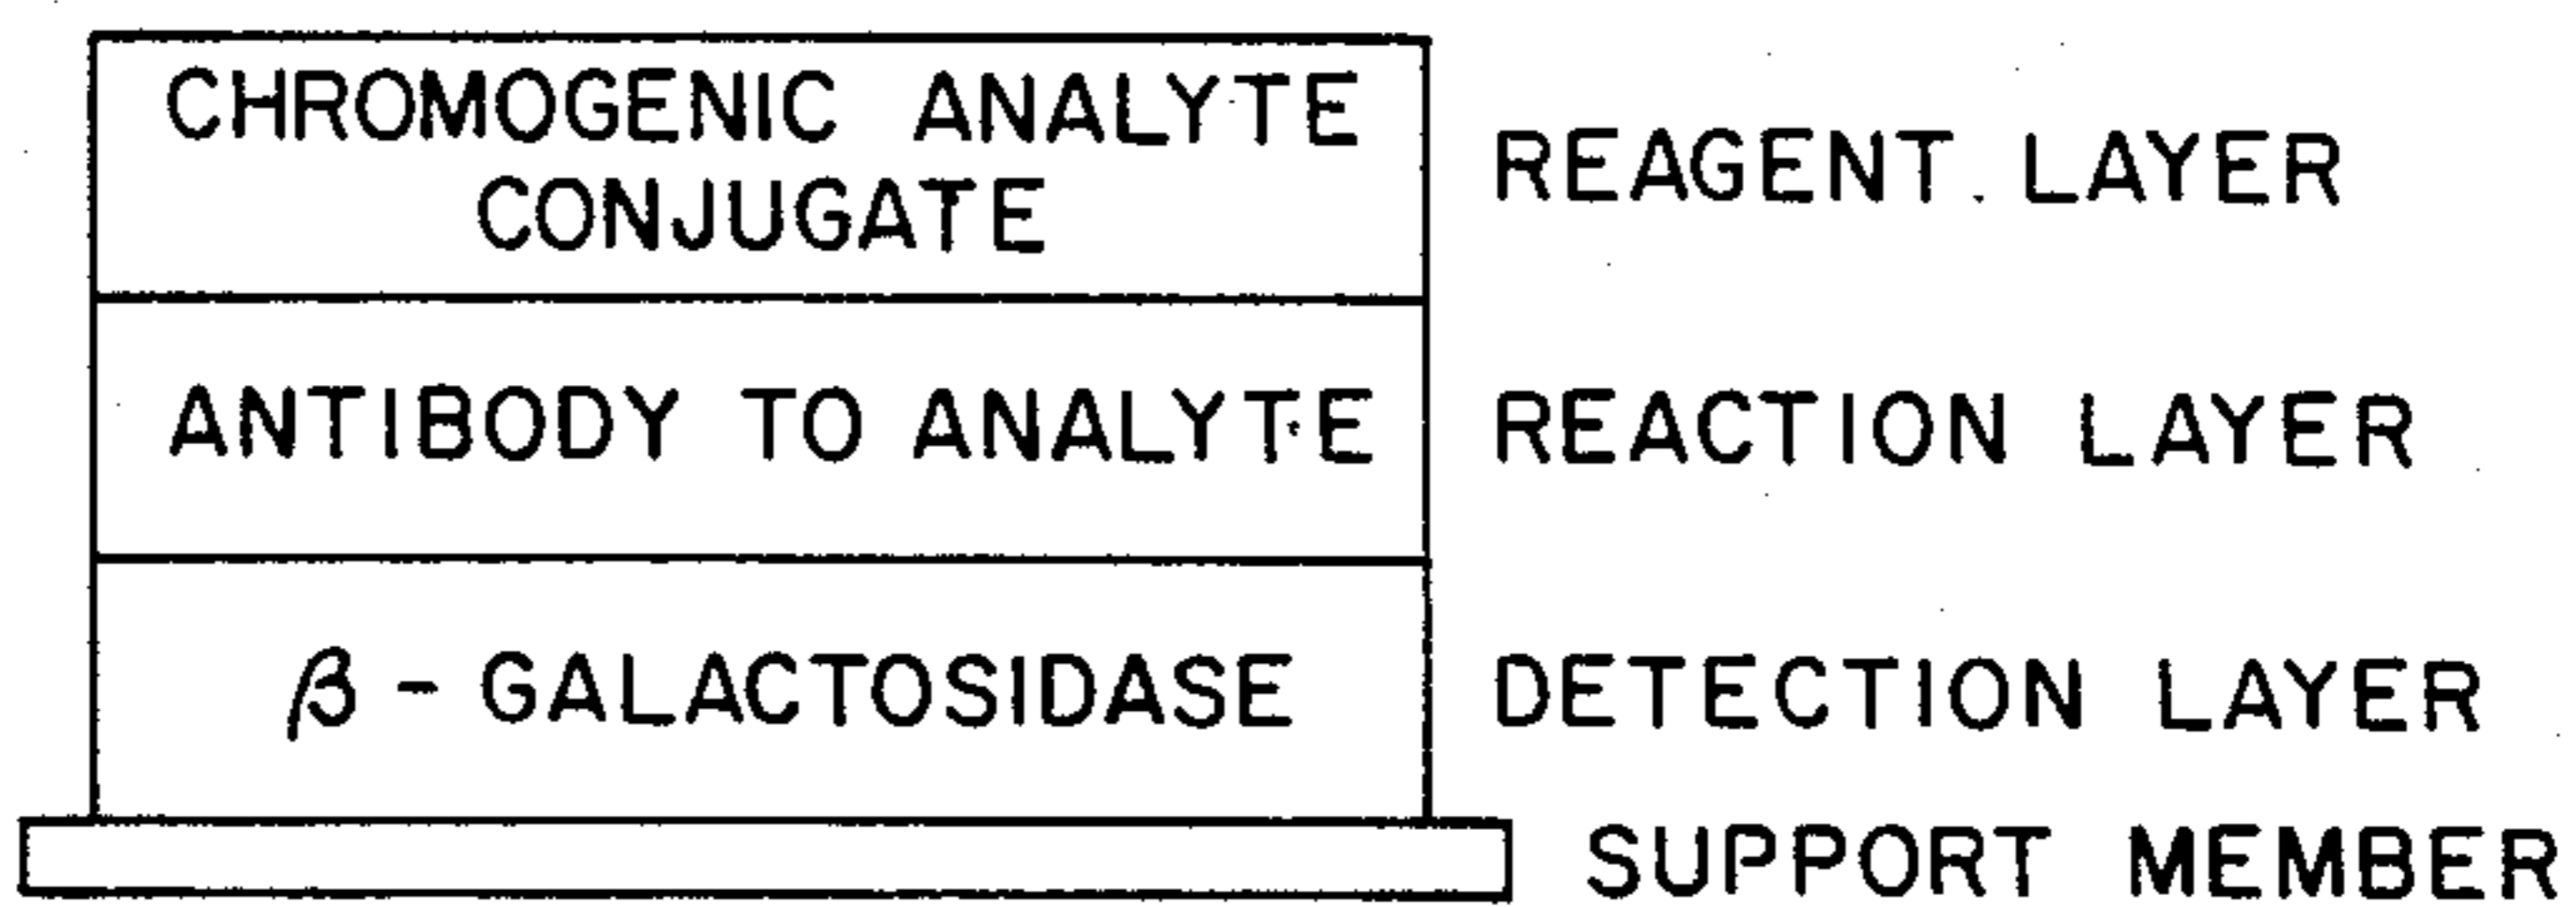 CHROMOGENIC ANALYTE
CONJUGATE
REAGENT LAYER
ANTIBODY TO ANALYTE
REACTION LAYER
β - GALACTOSIDASE
DETECTION LAYER
SUPPORT MEMBER